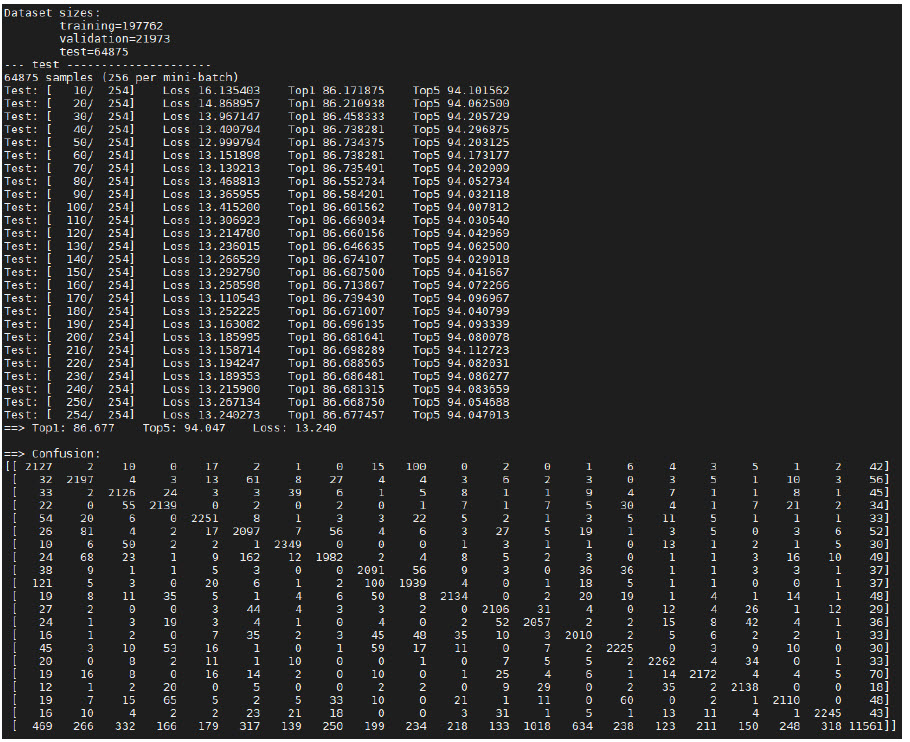 Dataset sizes:
training=197762
validation=21973
test=64875
--- test ---------------------
64875 samples (256 per mini-batch)
Test: [   10/  254]    Loss 16.135403    Top1 86.171875    Top5 94.101562
Test: [   20/  254]    Loss 14.868957    Top1 86.210938    Top5 94.062500
Test: [   30/  254]    Loss 13.967147    Top1 86.458333    Top5 94.205729
Test: [   40/  254]    Loss 13.400794    Top1 86.738281    Top5 94.296875
Test: [   50/  254]    Loss 12.999794    Top1 86.734375    Top5 94.203125
Test: [   60/  254]    Loss 13.151898    Top1 86.738281    Top5 94.173177
Test: [   70/  254]    Loss 13.139213    Top1 86.735491    Top5 94.202009
Test: [   80/  254]    Loss 13.468813    Top1 86.552734    Top5 94.052734
Test: [   90/  254]    Loss 13.365955    Top1 86.584201    Top5 94.032118
Test: [  100/  254]    Loss 13.415200    Top1 86.601562    Top5 94.007812
Test: [  110/  254]    Loss 13.306923    Top1 86.669034    Top5 94.030540
Test: [  120/  254]    Loss 13.214780    Top1 86.660156    Top5 94.042969
Test: [  130/  254]    Loss 13.236015    Top1 86.646635    Top5 94.062500
Test: [  140/  254]    Loss 13.266529    Top1 86.674107    Top5 94.029018
Test: [  150/  254]    Loss 13.292790    Top1 86.687500    Top5 94.041667
Test: [  160/  254]    Loss 13.258598    Top1 86.713867    Top5 94.072266
Test: [  170/  254]    Loss 13.110543    Top1 86.739430    Top5 94.096967
Test: [  180/  254]    Loss 13.252225    Top1 86.671007    Top5 94.040799
Test: [  190/  254]    Loss 13.163082    Top1 86.696135    Top5 94.093339
Test: [  200/  254]    Loss 13.185995    Top1 86.681641    Top5 94.080078
Test: [  210/  254]    Loss 13.158714    Top1 86.698289    Top5 94.112723
Test: [  220/  254]    Loss 13.194247    Top1 86.688565    Top5 94.082031
Test: [  230/  254]    Loss 13.189353    Top1 86.686481    Top5 94.086277
Test: [  240/  254]    Loss 13.215900    Top1 86.681315    Top5 94.083659
Test: [  250/  254]    Loss 13.267134    Top1 86.668750    Top5 94.054688
Test: [  254/  254]    Loss 13.240273    Top1 86.677457    Top5 94.047013
==> Top1: 86.677    Top5: 94.047    Loss: 13.240
==> Confusion:
[[ 2127 2 10 0 17 2 1 0 15 100 0 2 0 1 6 4 3 5 1 2 42]
[ 32 2197 4 3 13 61 8 27 4 4 3 6 2 3 0 3 5 1 10 3 56]
[ 33 2 2126 24 3 3 39 6 1 5 8 1 1 9 4 7 1 1 8 1 45]
[ 22 0 55 2139 0 2 0 2 0 1 7 1 7 5 30 4 1 7 21 2 34]
[ 54 20 6 0 2251 8 1 3 3 22 5 2 1 3 5 11 5 1 1 1 33]
[ 26 81 4 2 17 2097 7 56 4 6 3 27 5 19 1 3 5 0 3 6 52]
[ 10 6 50 2 2 1 2349 0 0 0 1 3 1 1 0 13 1 2 1 5 30]
[ 24 68 23 1 9 162 12 1982 2 4 8 5 2 3 0 1 1 3 16 10 49]
[ 38 9 1 1 5 3 0 0 2091 56 9 3 0 36 36 1 1 3 3 1 37]
[ 121 5 3 0 20 6 1 2 100 1939 4 0 1 18 5 1 1 0 0 1 37]
[ 19 8 11 35 5 1 4 6 50 8 2134 0 2 20 19 1 4 1 14 1 48]
[ 27 2 0 0 3 44 4 3 3 2 0 2106 31 4 0 12 4 26 1 12 29]
[ 24 1 3 19 3 4 1 0 4 0 2 52 2057 2 2 15 8 42 4 1 36]
[ 16 1 2 0 7 35 2 3 45 48 35 10 3 2010 2 5 6 2 2 1 33]
[ 45 3 10 53 16 1 0 1 59 17 11 0 7 2 2225 0 3 9 10 0 30]
[ 20 0 8 2 11 1 10 0 0 1 0 7 5 5 2 2262 4 34 0 1 33]
[ 19 16 8 0 16 14 2 0 10 0 1 25 4 6 1 14 2172 4 4 5 70]
[ 12 1 2 20 0 5 0 0 2 2 0 9 29 0 2 35 2 2138 0 0 18]
[ 19 7 15 65 5 2 5 33 10 0 21 1 11 9 60 0 2 1 2110 0 48]
[ 16 10 4 2 2 23 21 18 0 0 3 31 1 5 1 13 11 4 1 2245 43]
[ 469 266 332 166 179 317 139 250 199 234 218 133 1018 634 238 123 211 150 248 318 11561]]